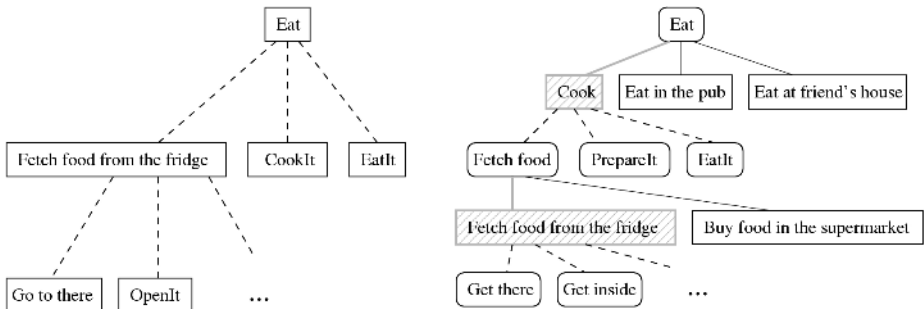 Eat
Fetch food from the fridge
CookIt
EatIt
Go to there
OpenIt
...
Eat
Cook
Eat in the pub
Eat at friend's house
Fetch food
PrepareIt
EatIt
Fetch food from the fridge
Buy food in the supermarket
Get there
Get inside
...